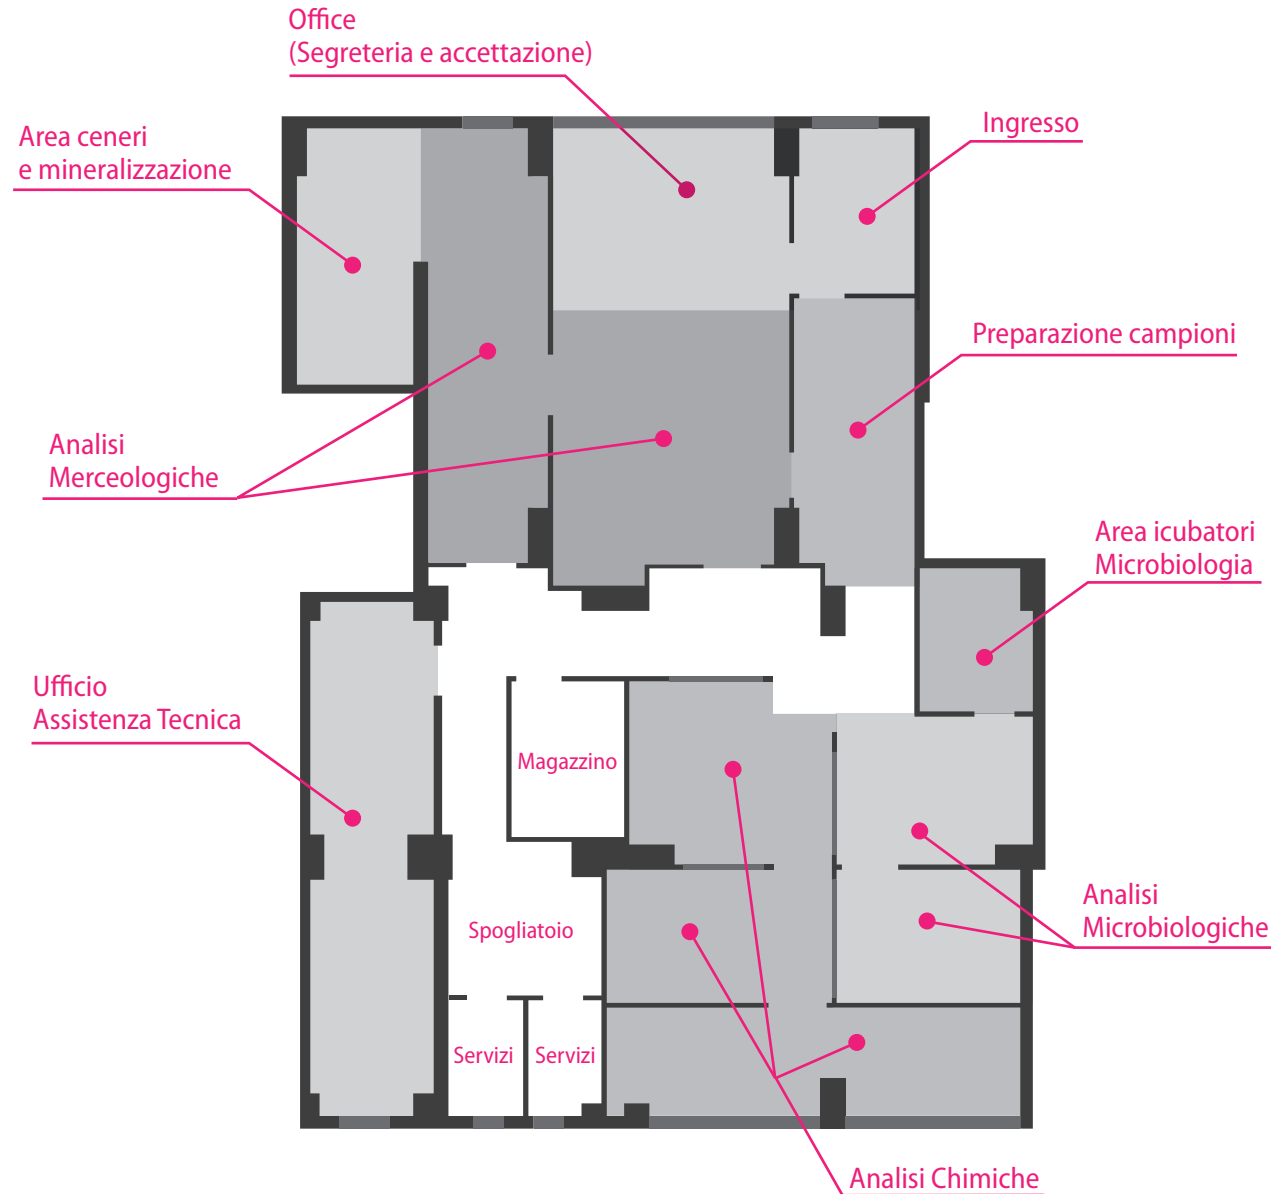 Office
(Segreteria e accettazione)
Area ceneri
e mineralizzazione
Ingresso
Preparazione campioni
Analisi
Merceologiche
Area icubatori
Microbiologia
Ufficio
Assistenza Tecnica
Magazzino
Spogliatoio
Analisi
Microbiologiche
Servizi
Servizi
Analisi Chimiche